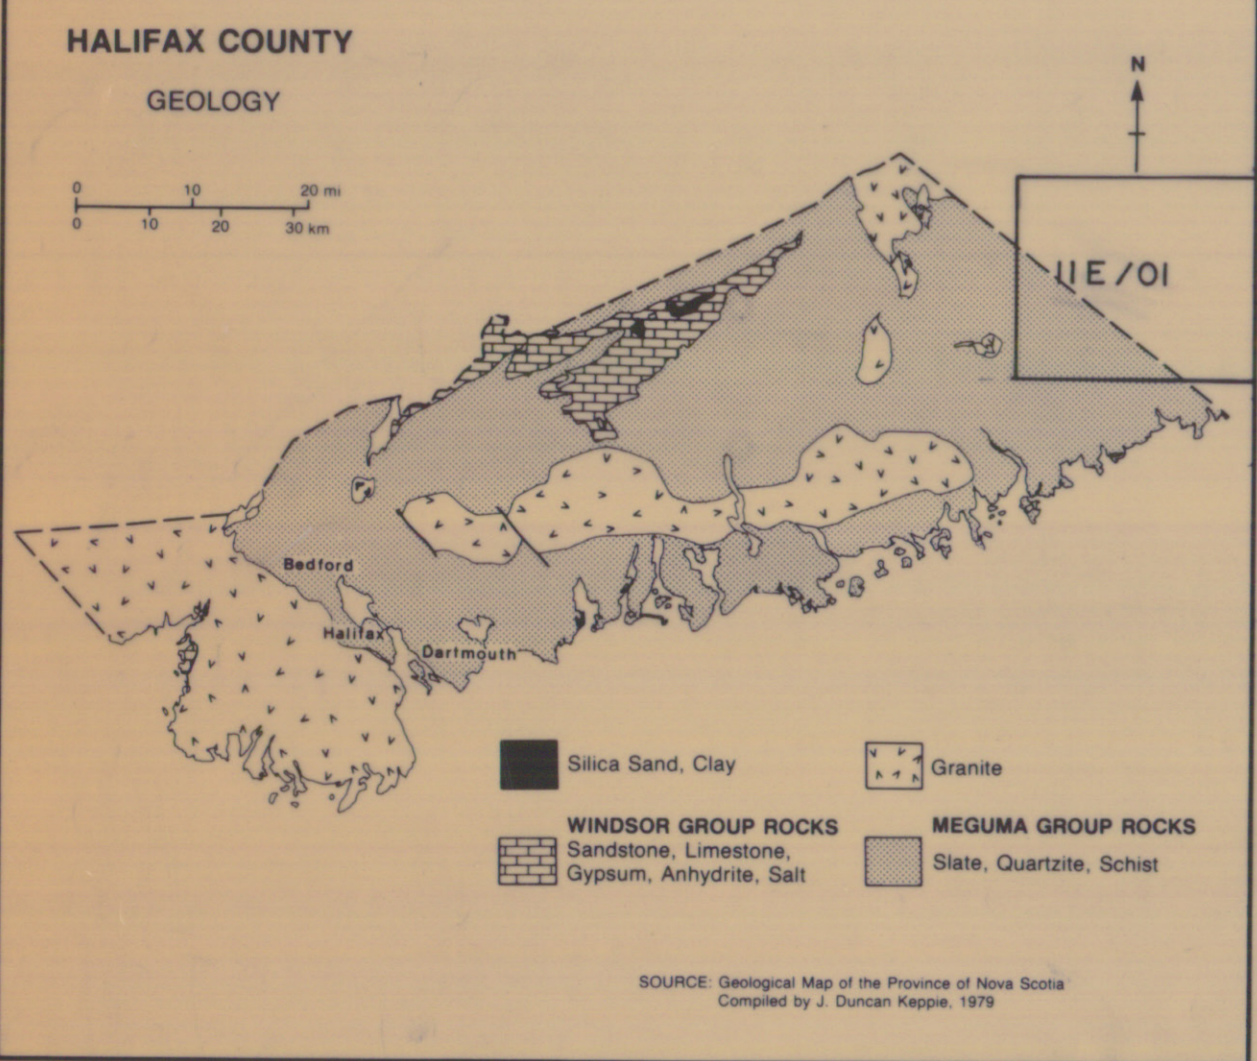 HALIFAX COUNTY
GEOLOGY
N
0 10 20 mi
0 10 20 30 km
11E/01
Bedford
Halifax
Dartmouth
Silica Sand, Clay
Granite
WINDSOR GROUP ROCKS
Sandstone, Limestone,
Gypsum, Anhydrite, Salt
MEGUMA GROUP ROCKS
Slate, Quartzite, Schist
SOURCE: Geological Map of the Province of Nova Scotia
Compiled by J. Duncan Keppie, 1979